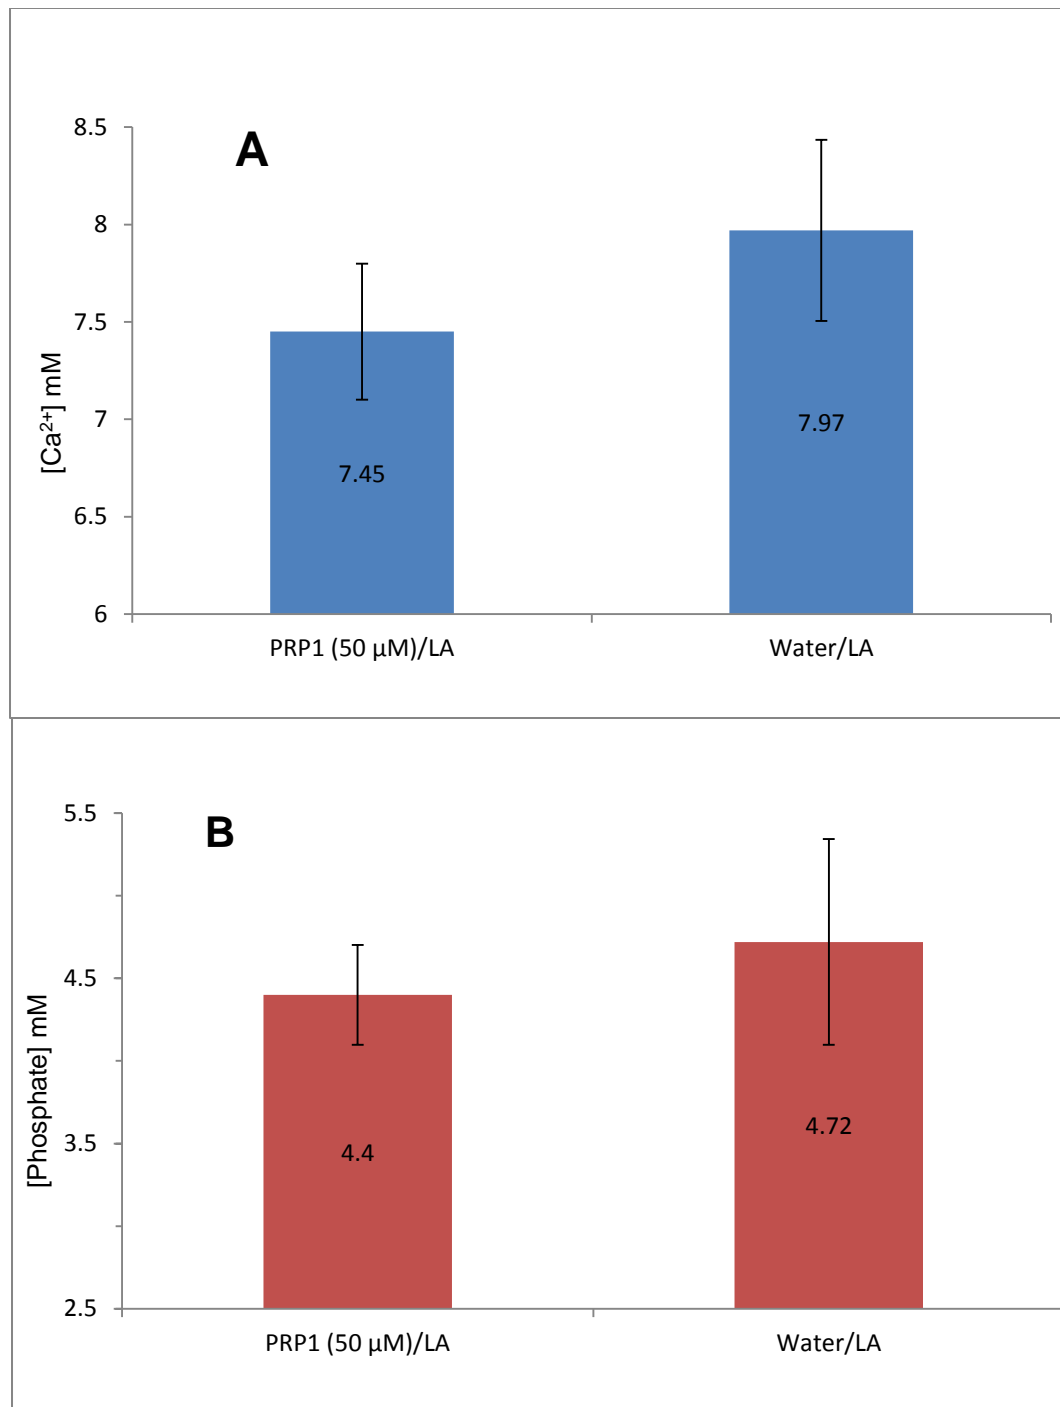 A
8.5
8
7.5
7
6.5
6
[Ca²⁺] mM
7.45
7.97
PRP1 (50 µM)/LA
Water/LA
B
5.5
4.5
3.5
2.5
[Phosphate] mM
4.4
4.72
PRP1 (50 µM)/LA
Water/LA